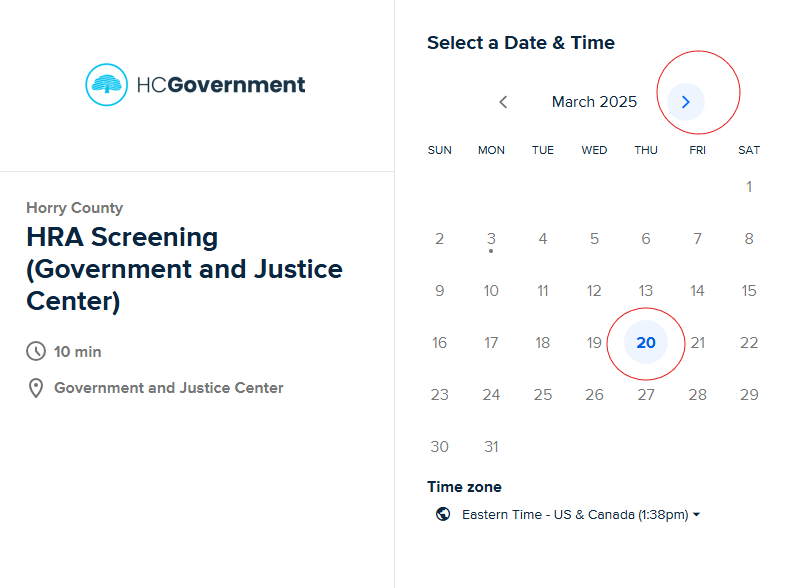 HCGovernment
Horry County
HRA Screening
(Government and Justice
Center)
10 min
Government and Justice Center
Select a Date & Time
March 2025
SUN MON TUE WED THU FRI SAT
1
2 3 4 5 6 7 8
9 10 11 12 13 14 15
16 17 18 19 20 21 22
23 24 25 26 27 28 29
30 31
Time zone
Eastern Time - US & Canada (1:38pm)